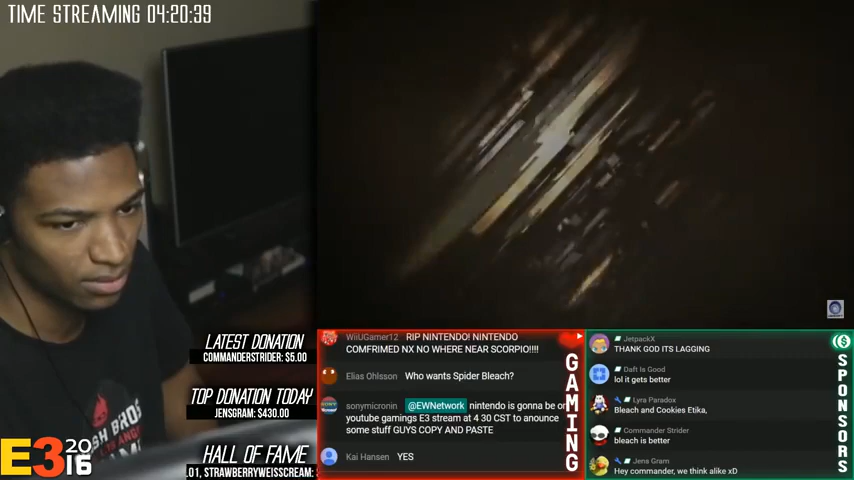 TIME STREAMING 04:20:39
LATEST DONATION
COMMANDERSTRIDER: $5.00
TOP DONATION TODAY
JENSGRAM: $430.00
HALL OF FAME
.01, STRAWBERRYWEISSCREAM:
E3 2016
WiiUGamer12 RIP NINTENDO! NINTENDO
COMFRIMED NX NO WHERE NEAR SCORPIO!!!!
Elias Ohlsson Who wants Spider Bleach?
sonymicronin @EWNetwork nintendo is gonna be or
youtube gamings E3 stream at 4 30 CST to anounce
some stuff GUYS COPY AND PASTE
Kai Hansen YES
GAMING
JetpackX
THANK GOD ITS LAGGING
Daft Is Good
lol it gets better
Lyra Paradox
Bleach and Cookies Etika,
Commander Strider
bleach is better
Jens Gram
Hey commander, we think alike xD
SPONSORS